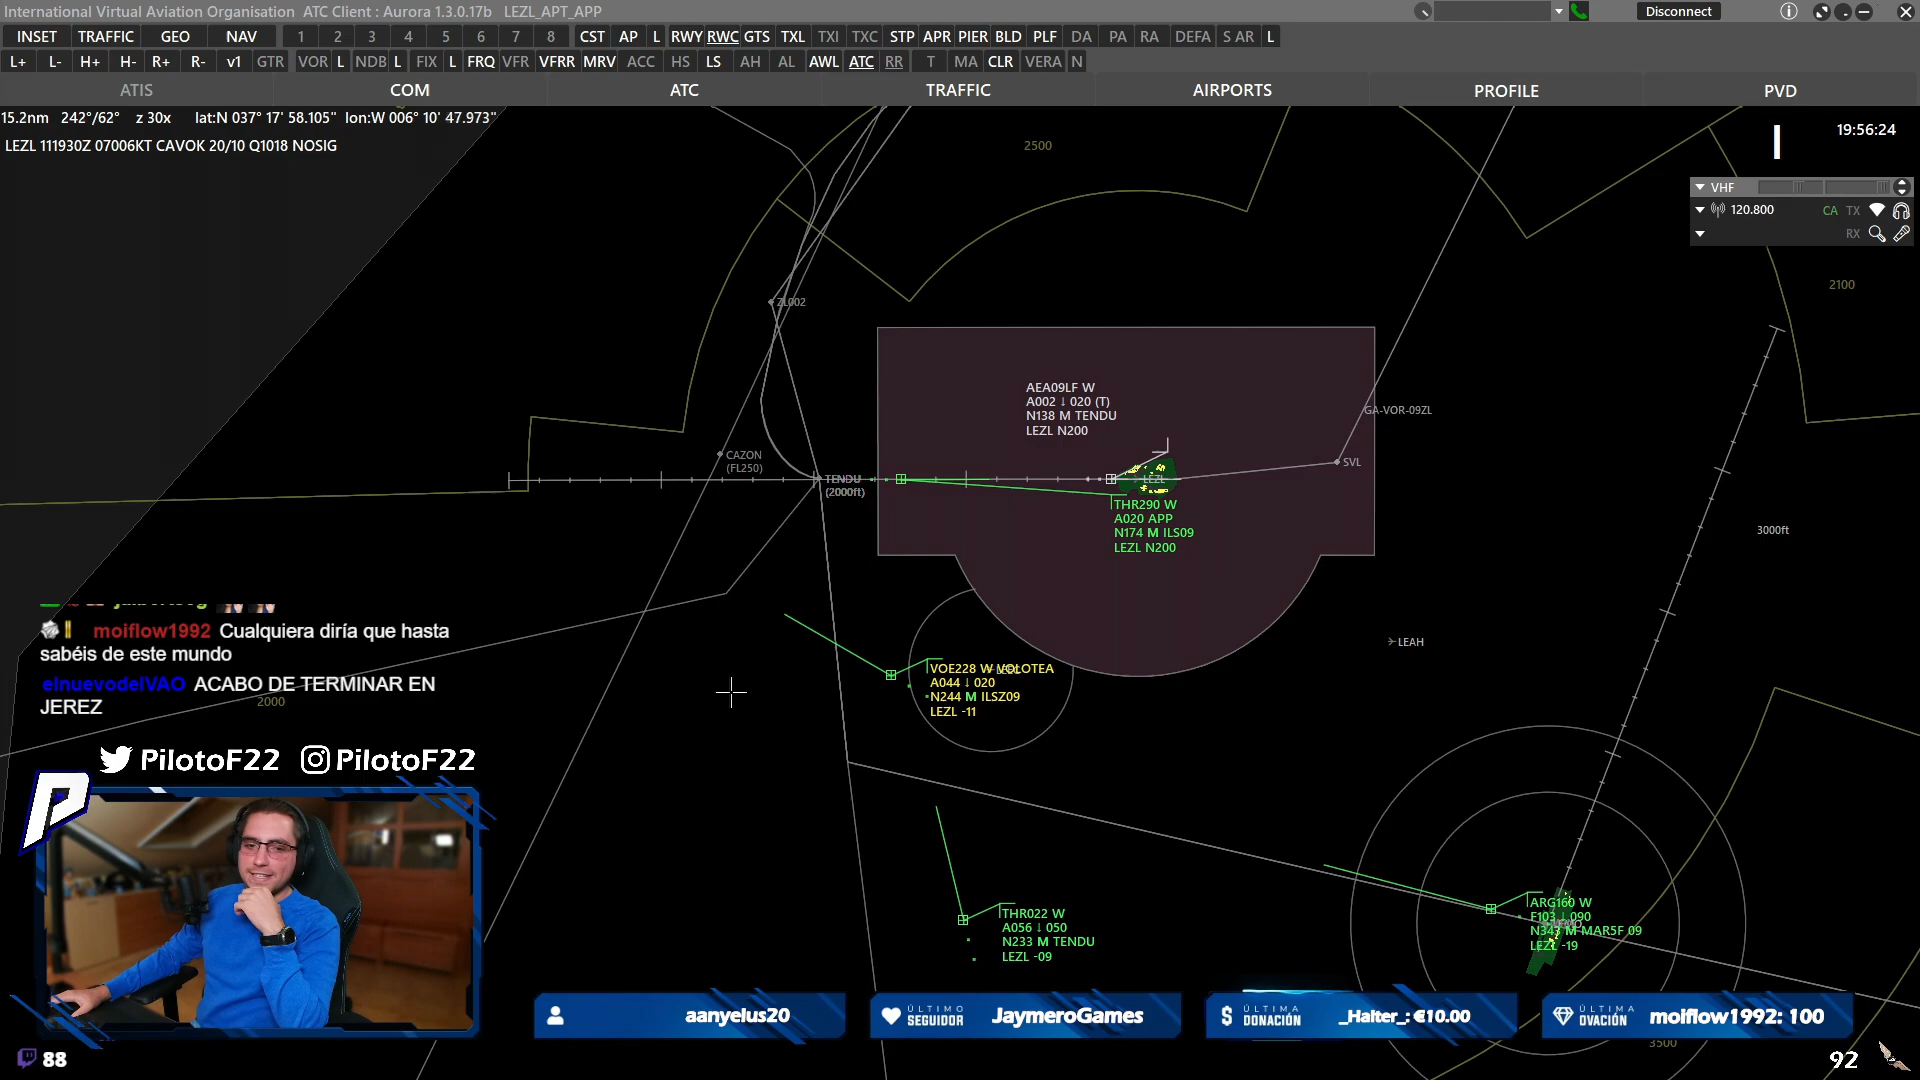 International Virtual Aviation Organisation ATC Client : Aurora 1.3.0.17b LEZL_APT_APP
Disconnect
INSET TRAFFIC GEO NAV 1 2 3 4 5 6 7 8 CST AP L RWY RWC GTS TXL TXI TXC STP APR PIER BLD PLF DA PA RA DEFA S AR L
L+ L- H+ H- R+ R- v1 GTR VOR L NDB L FIX L FRQ VFR VFRR MRV ACC HS LS AH AL AWL ATC RR T MA CLR VERA N
ATIS COM ATC TRAFFIC AIRPORTS PROFILE PVD
15.2nm 242°/62° z 30x lat:N 037° 17' 58.105" lon:W 006° 10' 47.973"
LEZL 111930Z 07006KT CAVOK 20/10 Q1018 NOSIG
19:56:24
VHF
120.800 CA TX
RX
2500
2100
ZL002
AEA09LF W
A002 ↓ 020 (T)
N138 M TENDU
LEZL N200
GA-VOR-09ZL
CAZON
(FL250)
SVL
TENDU
(2000ft)
LEZL
THR290 W
A020 APP
N174 M ILS09
LEZL N200
3000ft
LEAH
moiflow1992 Cualquiera diría que hasta
sabéis de este mundo
elnuevodelVAO ACABO DE TERMINAR EN
JEREZ
2000
VOE228 W VOLOTEA
A044 ↓ 020
N244 M ILSZ09
LEZL -11
PilotoF22 PilotoF22
P
THR022 W
A056 ↓ 050
N233 M TENDU
LEZL -09
ARG160 W
F103 ↓ 090
N343 M MAR5F 09
LEZL -19
aanyelus20
ÚLTIMO
SEGUIDOR
JaymeroGames
ÚLTIMA
DONACIÓN
_Halter_: €10.00
ÚLTIMA
OVACIÓN
moiflow1992: 100
3500
88
92